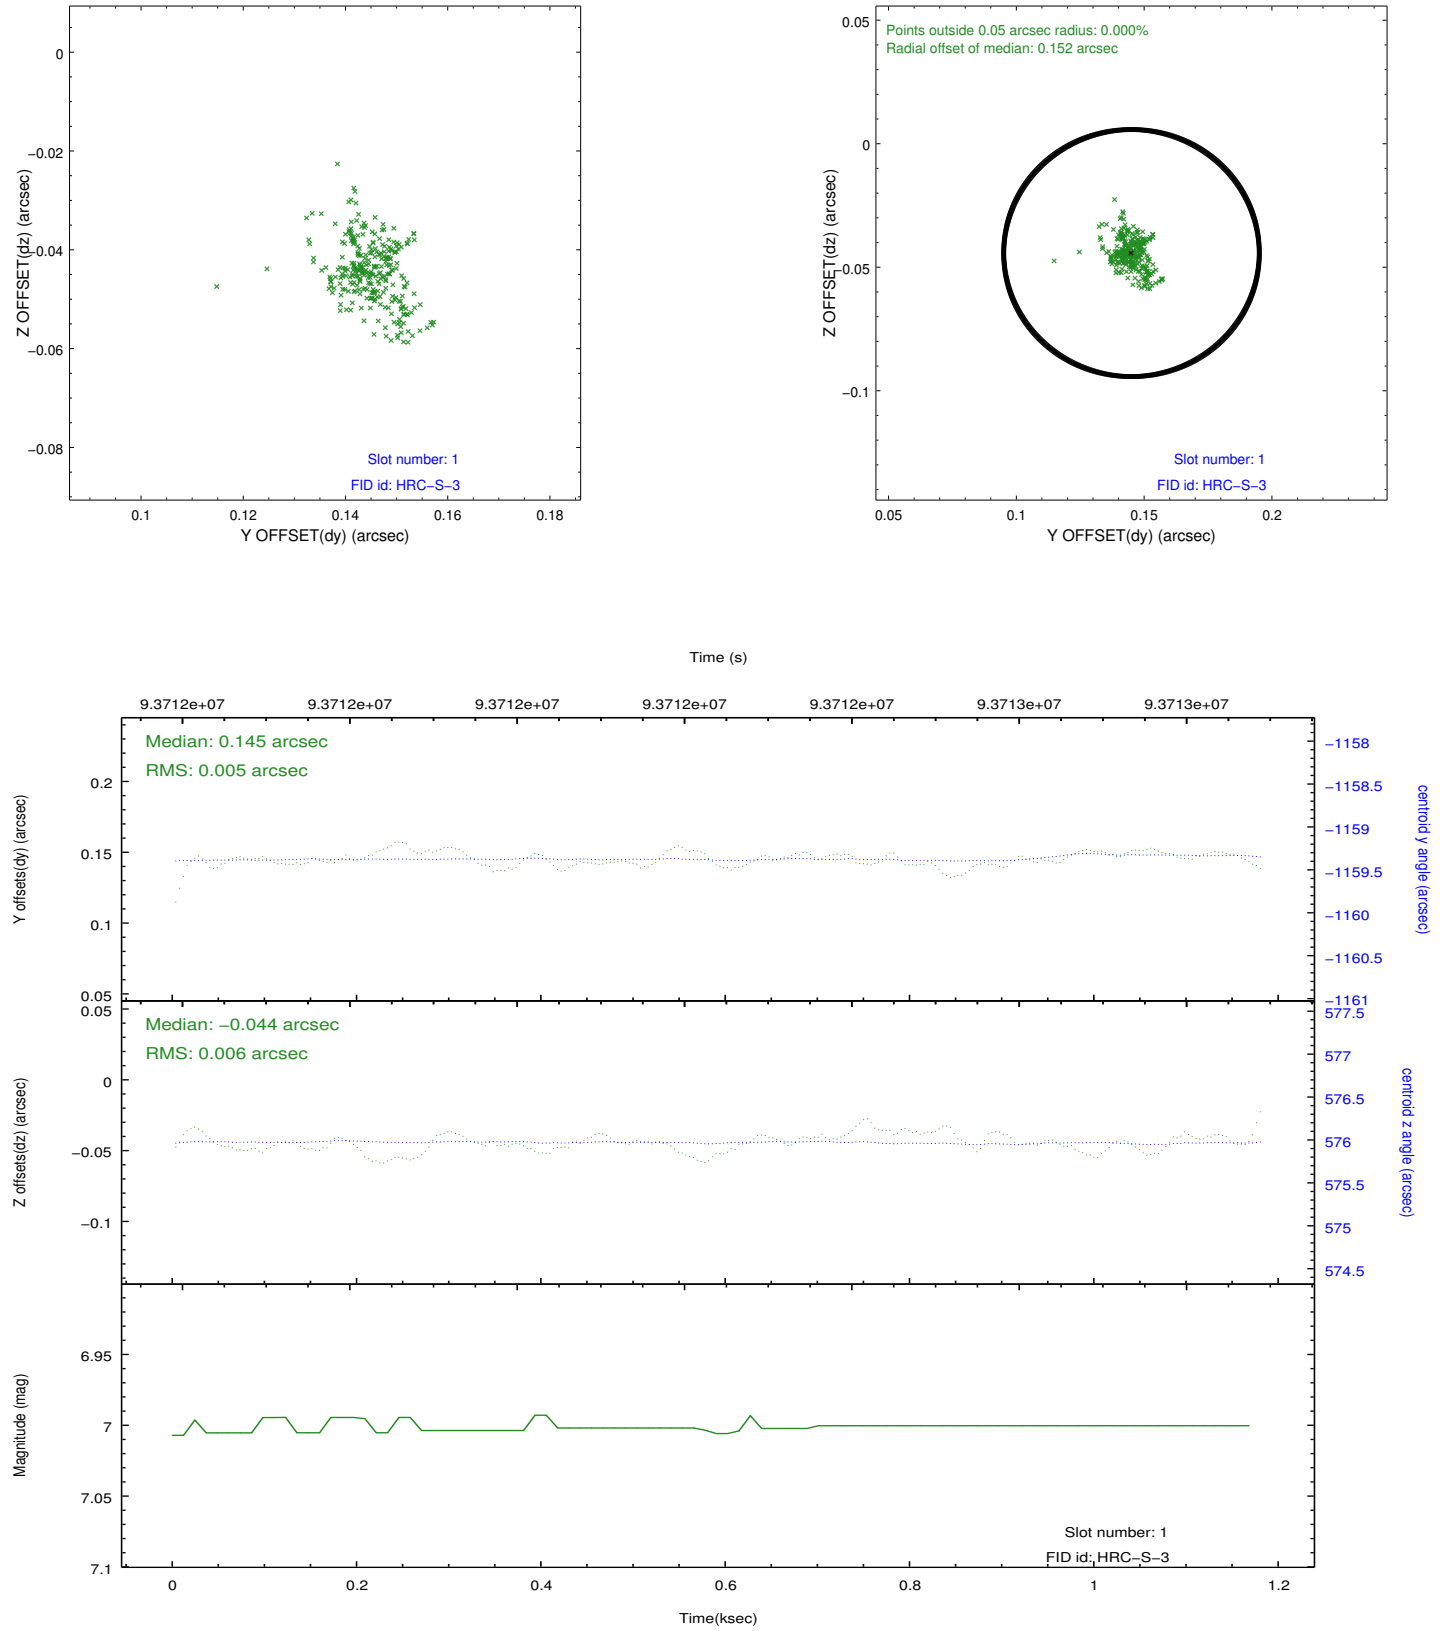 0
−0.02
−0.04
−0.06
−0.08
Z OFFSET(dz) (arcsec)
Slot number: 1
FID id: HRC−S−3
0.1 0.12 0.14 0.16 0.18
Y OFFSET(dy) (arcsec)
Points outside 0.05 arcsec radius: 0.000%
Radial offset of median: 0.152 arcsec
0.05
0
−0.05
−0.1
Z OFFSET(dz) (arcsec)
Slot number: 1
FID id: HRC−S−3
0.05 0.1 0.15 0.2
Y OFFSET(dy) (arcsec)
Time (s)
9.3712e+07 9.3712e+07 9.3712e+07 9.3712e+07 9.3712e+07 9.3713e+07 9.3713e+07
Median: 0.145 arcsec
RMS: 0.005 arcsec
0.2
0.15
0.1
0.05
Y offsets(dy) (arcsec)
−1158
−1158.5
−1159
−1159.5
−1160
−1160.5
−1161
centroid y angle (arcsec)
Median: −0.044 arcsec
RMS: 0.006 arcsec
0.05
0
−0.05
−0.1
Z offsets(dz) (arcsec)
577.5
577
576.5
576
575.5
575
574.5
centroid z angle (arcsec)
6.95
7
7.05
7.1
Magnitude (mag)
Slot number: 1
FID id: HRC−S−3
0 0.2 0.4 0.6 0.8 1 1.2
Time(ksec)